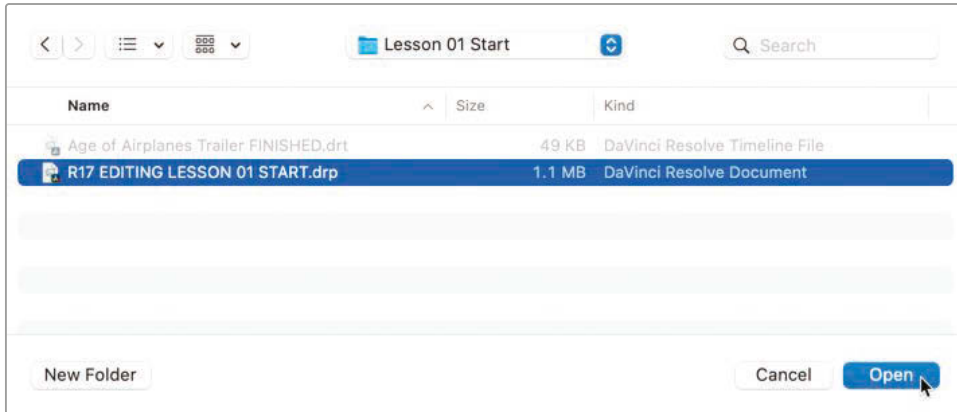 Lesson 01 Start
Search
Name Size Kind
Age of Airplanes Trailer FINISHED.drt 49 KB DaVinci Resolve Timeline File
R17 EDITING LESSON 01 START.drp 1.1 MB DaVinci Resolve Document
New Folder Cancel Open